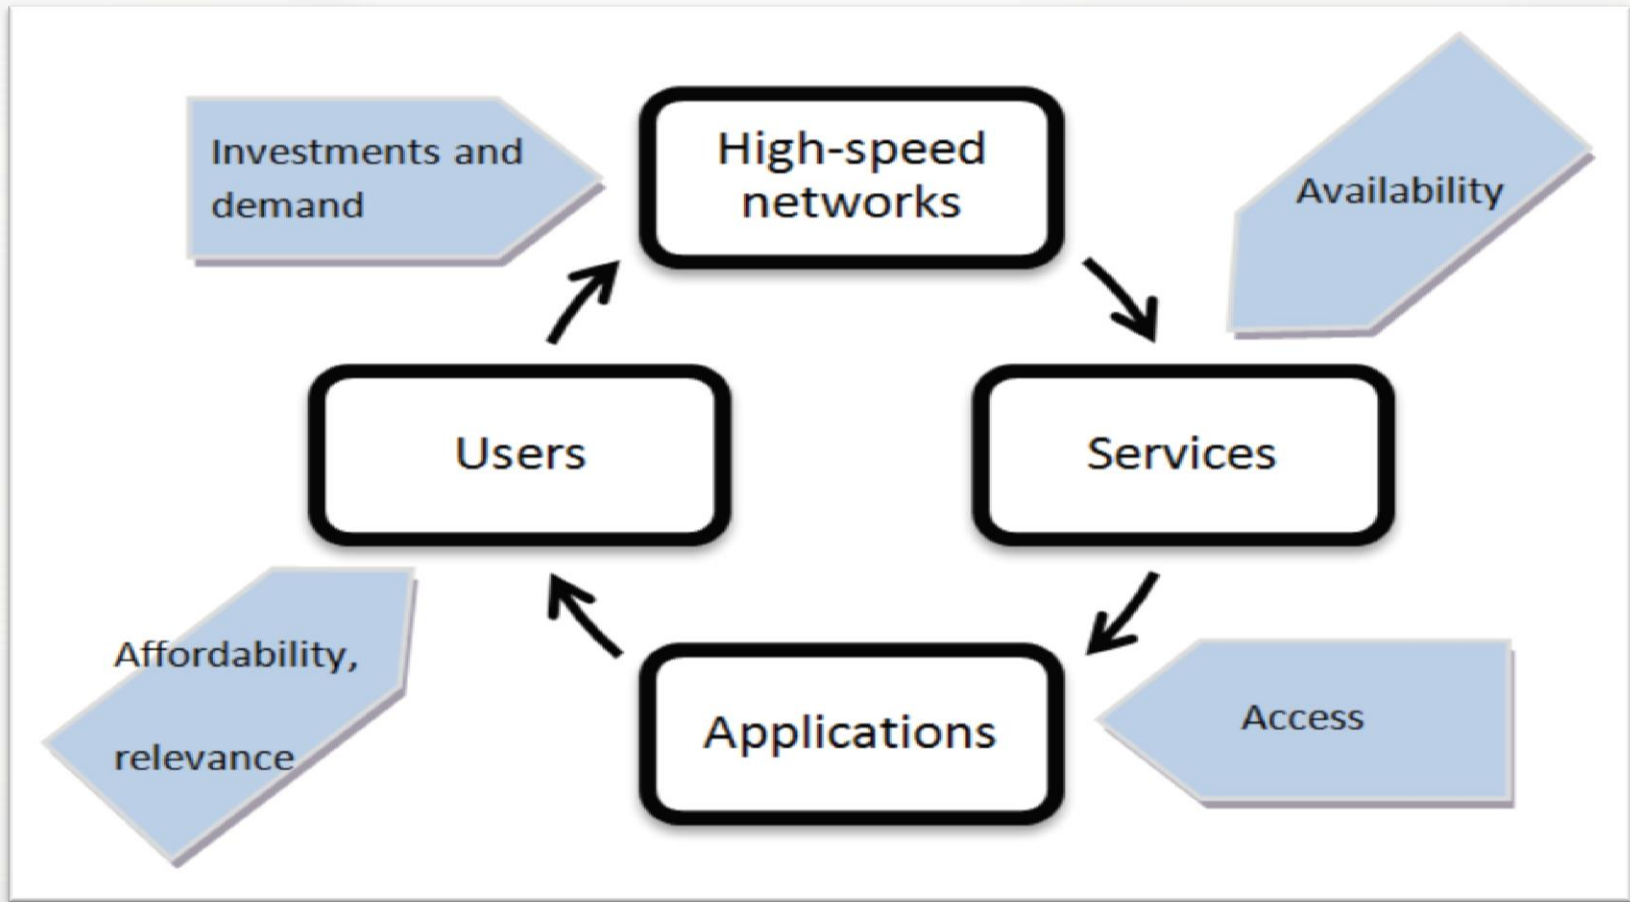 Investments and
demand
High-speed
networks
Availability
Users
Services
Affordability,
relevance
Applications
Access